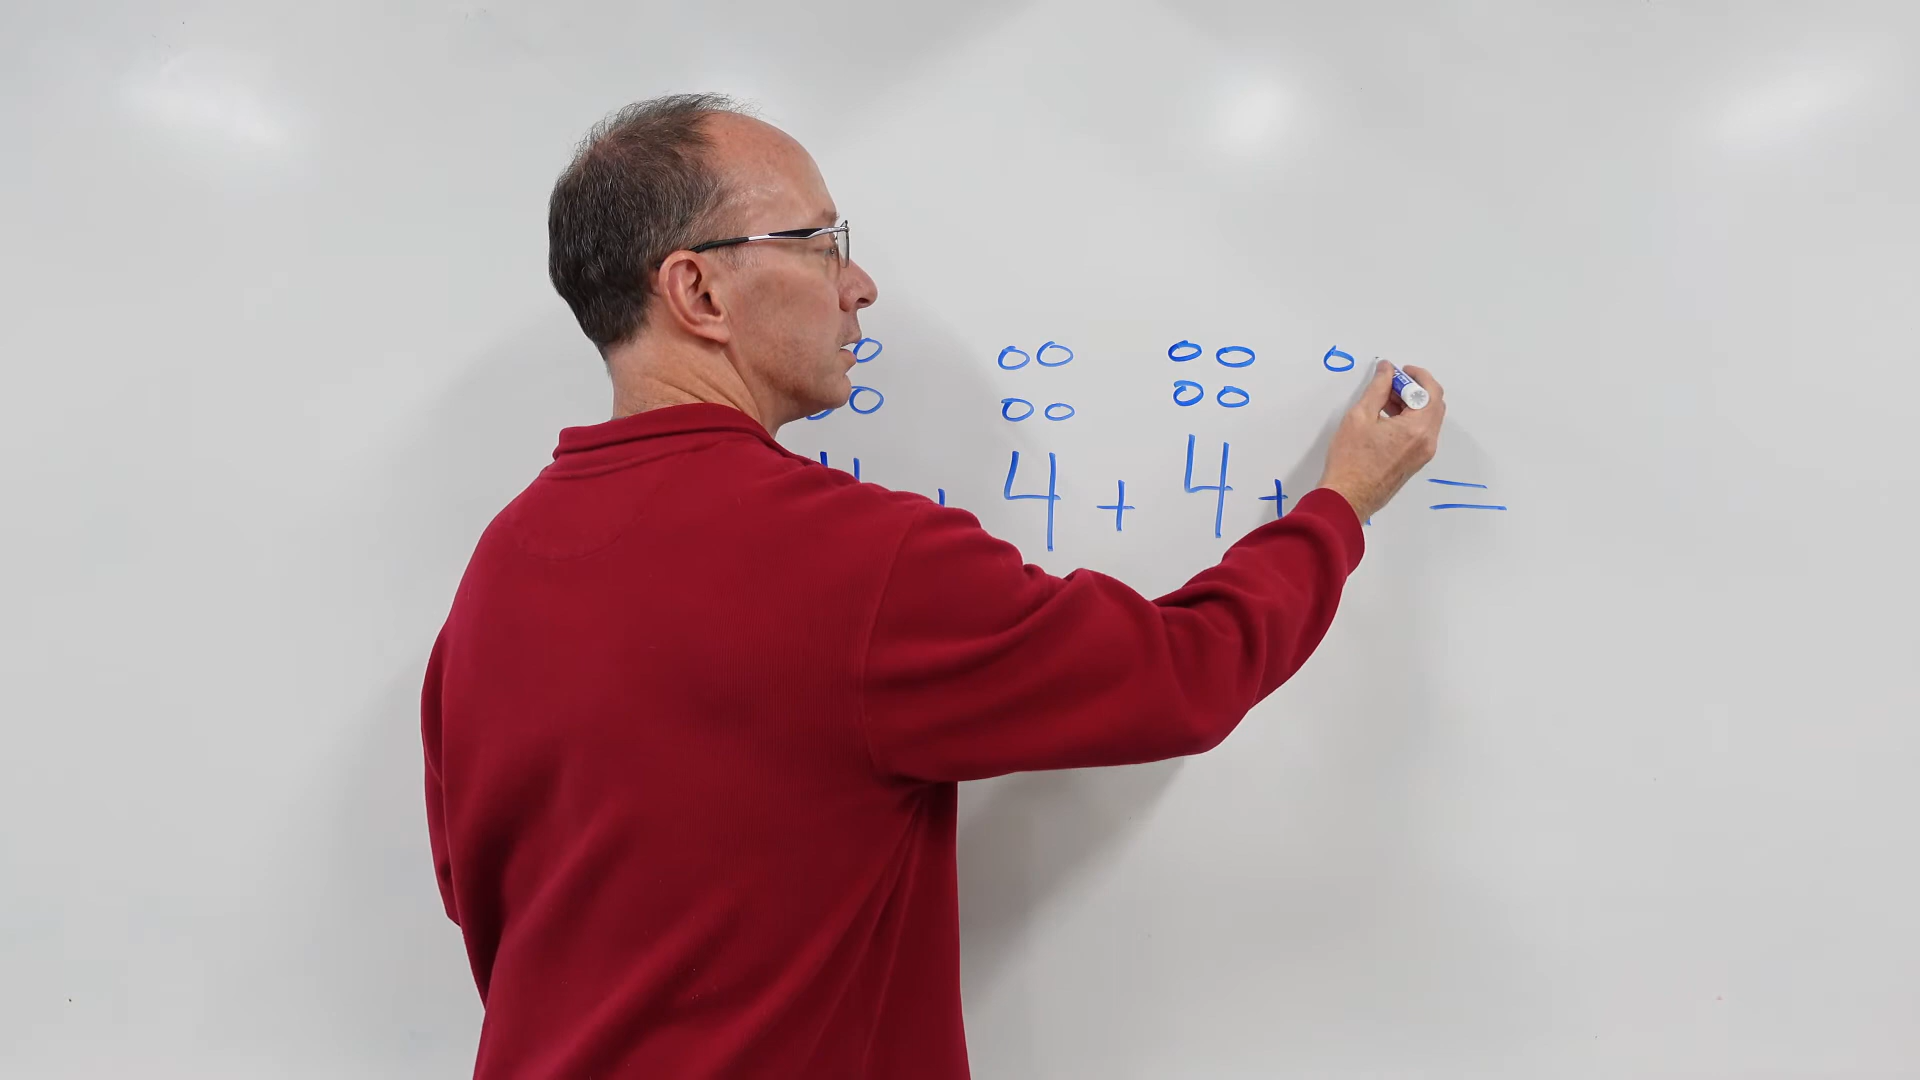 4 + 4 + 4 + =